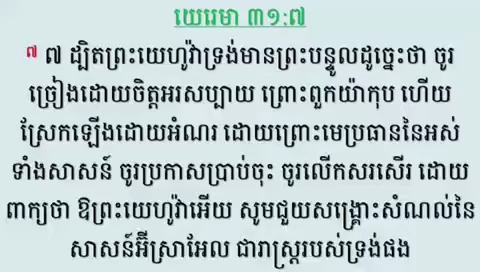 យេរេមា ៣១:៧
៧ ៧ ដ្បិតព្រះយេហូវ៉ាទ្រង់មានព្រះបន្ទូលដូច្នេះថា ចូរ
ច្រៀងដោយចិត្តអរសប្បាយ ព្រោះពួកយ៉ាកុប ហើយ
ស្រែកឡើងដោយអំណរ ដោយព្រោះមេប្រធាននៃអស់
ទាំងសាសន៍ ចូរប្រកាសប្រាប់ចុះ ចូរលើកសរសើរ ដោយ
ពាក្យថា ឱព្រះយេហូវ៉ាអើយ សូមជួយសង្គ្រោះសំណល់នៃ
សាសន៍អ៊ីស្រាអែល ជារាស្ត្ររបស់ទ្រង់ផង